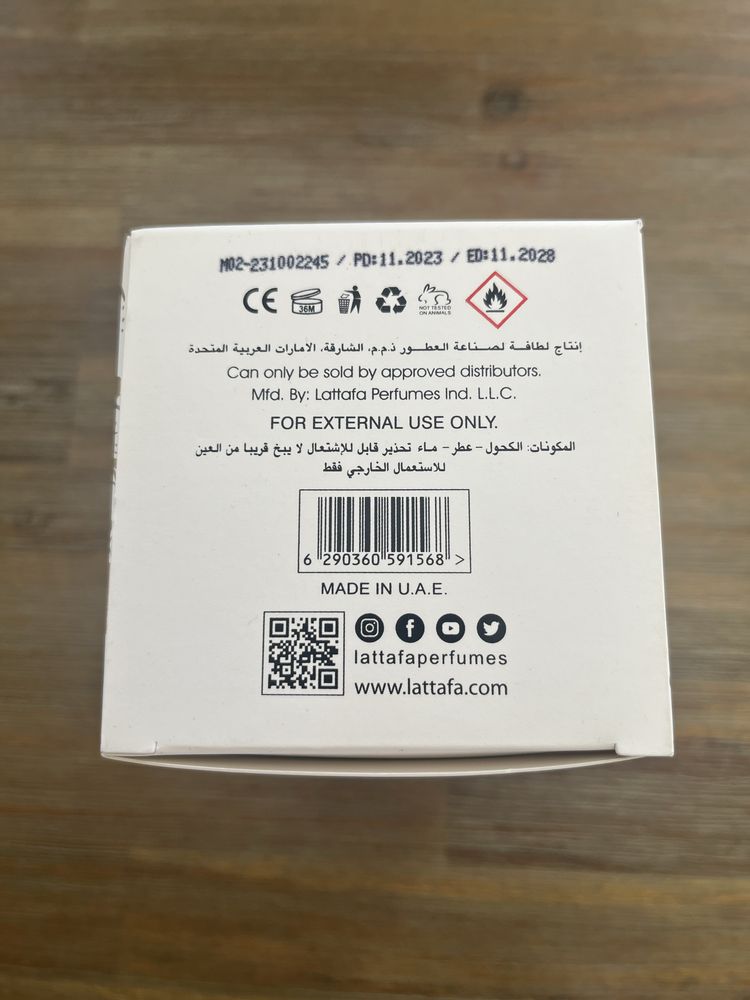 M02-231002245 / PD:11.2023 / ED:11.2028
CE 36M NOT TESTED
ON ANIMALS
إنتاج لطافة لصناعة العطور ذ.م.م، الشارقة، الامارات العربية المتحدة
Can only be sold by approved distributors.
Mfd. By: Lattafa Perfumes Ind. L.L.C.
FOR EXTERNAL USE ONLY.
المكونات: الكحول - عطر - ماء تحذير قابل للإشتعال لا يبخ قريبا من العين
للاستعمال الخارجي فقط
6 290360 591568 >
MADE IN U.A.E.
lattafaperfumes
www.lattafa.com